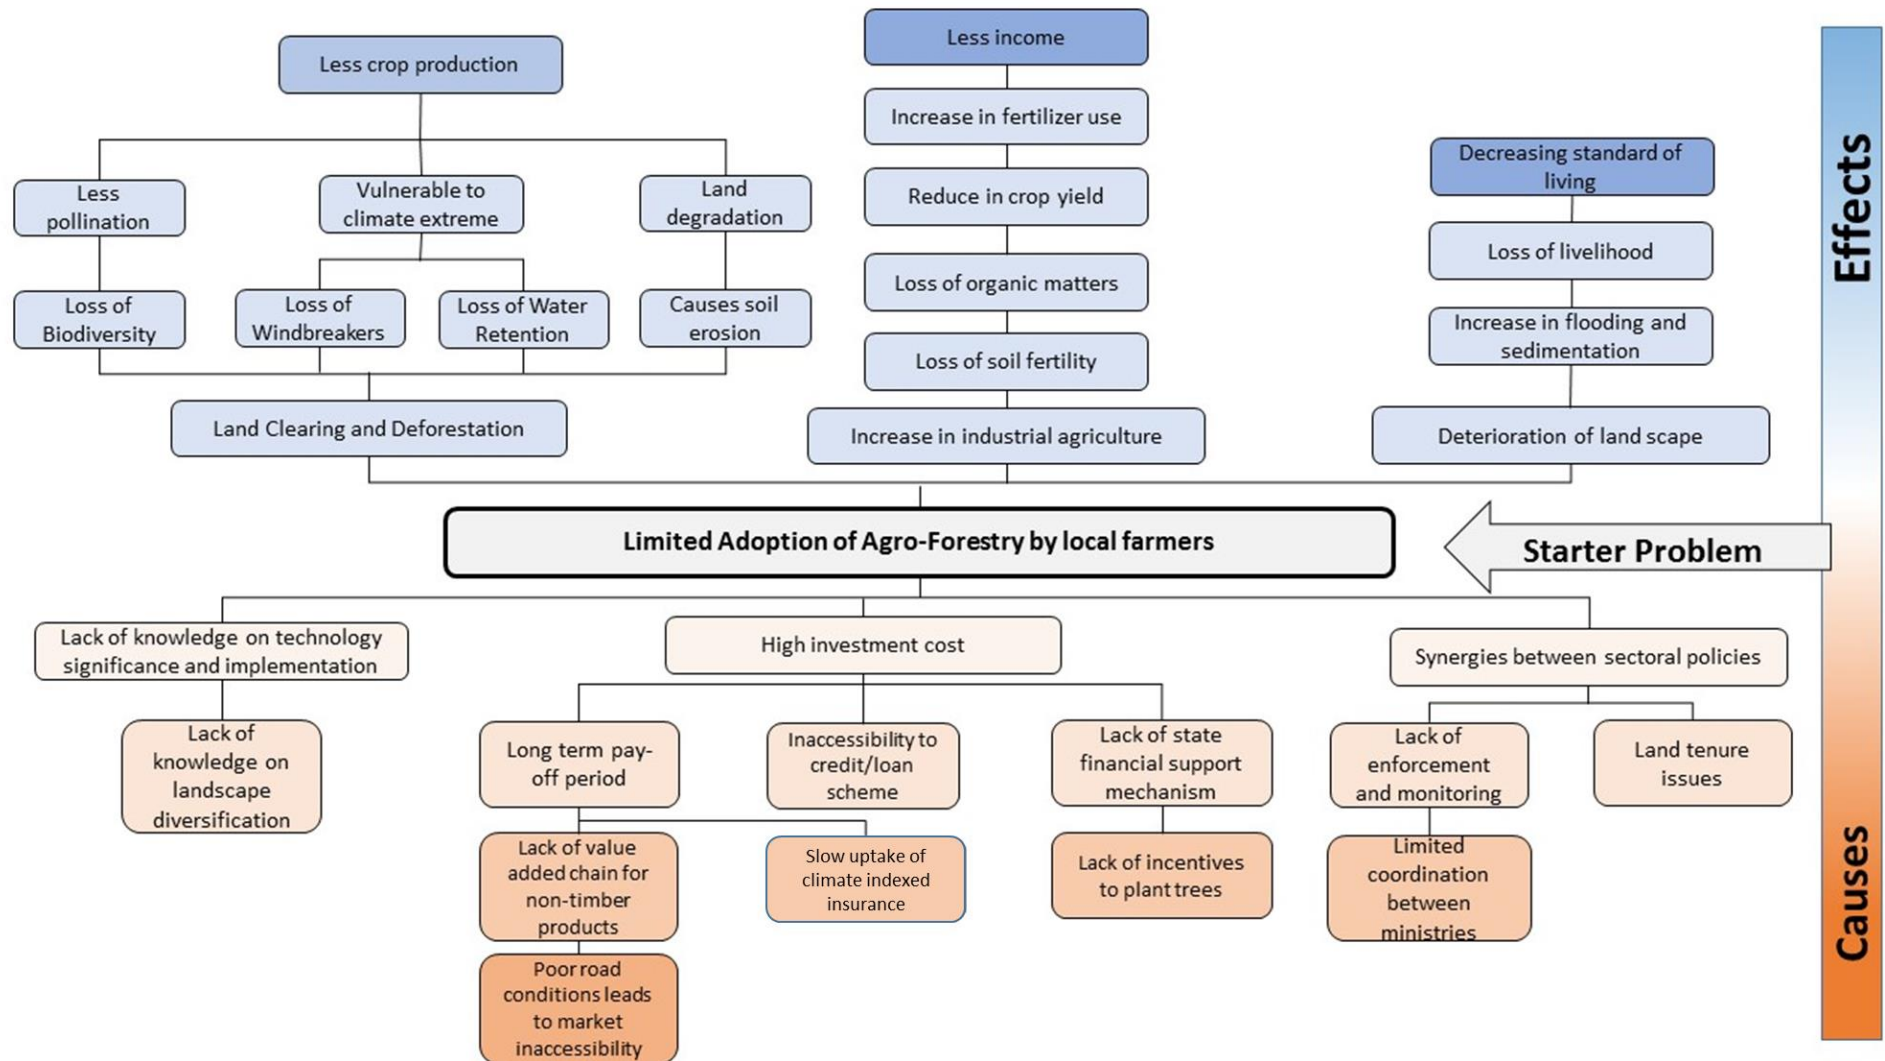 Less income
Less crop production
Increase in fertilizer use
Effects
Decreasing standard of
living
Less
pollination
Vulnerable to
climate extreme
Land
degradation
Reduce in crop yield
Loss of livelihood
Loss of organic matters
Loss of
Biodiversity
Loss of
Windbreakers
Loss of Water
Retention
Causes soil
erosion
Increase in flooding and
sedimentation
Loss of soil fertility
Land Clearing and Deforestation
Increase in industrial agriculture
Deterioration of land scape
Limited Adoption of Agro-Forestry by local farmers
Starter Problem
Lack of knowledge on technology
significance and implementation
High investment cost
Synergies between sectoral policies
Lack of
knowledge on
landscape
diversification
Long term pay-
off period
Inaccessibility to
credit/loan
scheme
Lack of state
financial support
mechanism
Lack of
enforcement
and monitoring
Land tenure
issues
Lack of value
added chain for
non-timber
products
Slow uptake of
climate indexed
insurance
Lack of incentives
to plant trees
Limited
coordination
between
ministries
Causes
Poor road
conditions leads
to market
inaccessibility